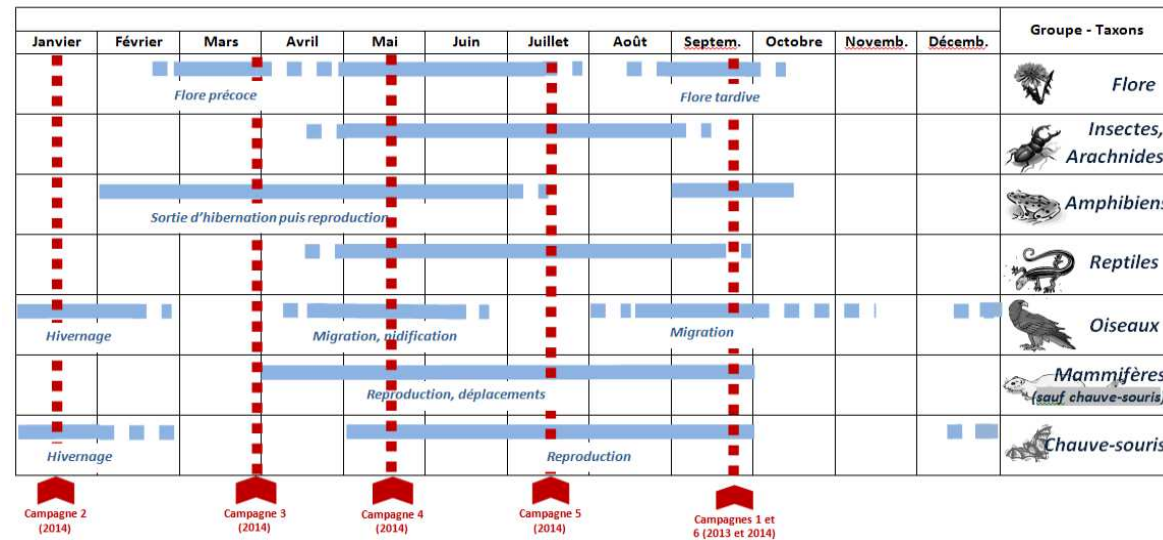 Janvier Février Mars Avril Mai Juin Juillet Août Septem. Octobre Novemb. Décemb. Groupe - Taxons
Flore
Flore précoce Flore tardive
Insectes,
Arachnides
Amphibiens
Sortie d'hibernation puis reproduction
Reptiles
Oiseaux
Hivernage Migration, nidification Migration
Mammifères
Reproduction, déplacements (sauf chauve-souris)
Chauve-souris
Hivernage Reproduction
Campagne 2 Campagne 3 Campagne 4 Campagne 5 Campagnes 1 et
(2014) (2014) (2014) (2014) 6 (2013 et 2014)